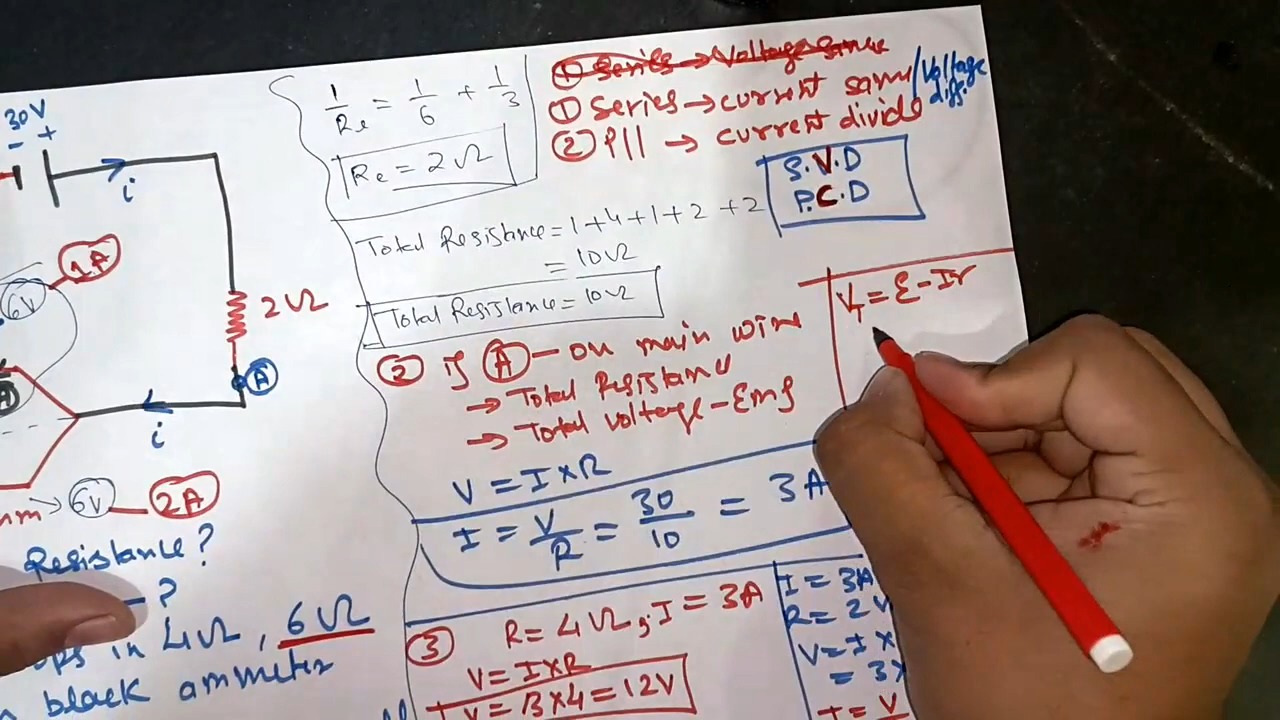 30V
- +
i
1A
6V
2Ω
A
i
6V
2A
Resistance?
?
in 4Ω, 6Ω
black ammeter
1/Re = 1/6 + 1/3
Re = 2Ω
Total Resistance = 1+4+1+2+2
= 10Ω
Total Resistance = 10Ω
① Series → Voltage Same
① Series → current same / Voltage diff.
② P|| → current divide
S.V.D
P.C.D
② If A - on main wire
→ Total Resistance
→ Total voltage - Emf
V = I×R
I = V/R = 30/10 = 3A
VT = ε - Ir
③ R = 4Ω, I = 3A
V = I×R
V = 3×4 = 12V
I = 3A
R = 2
V = I×
= 3×
I = V